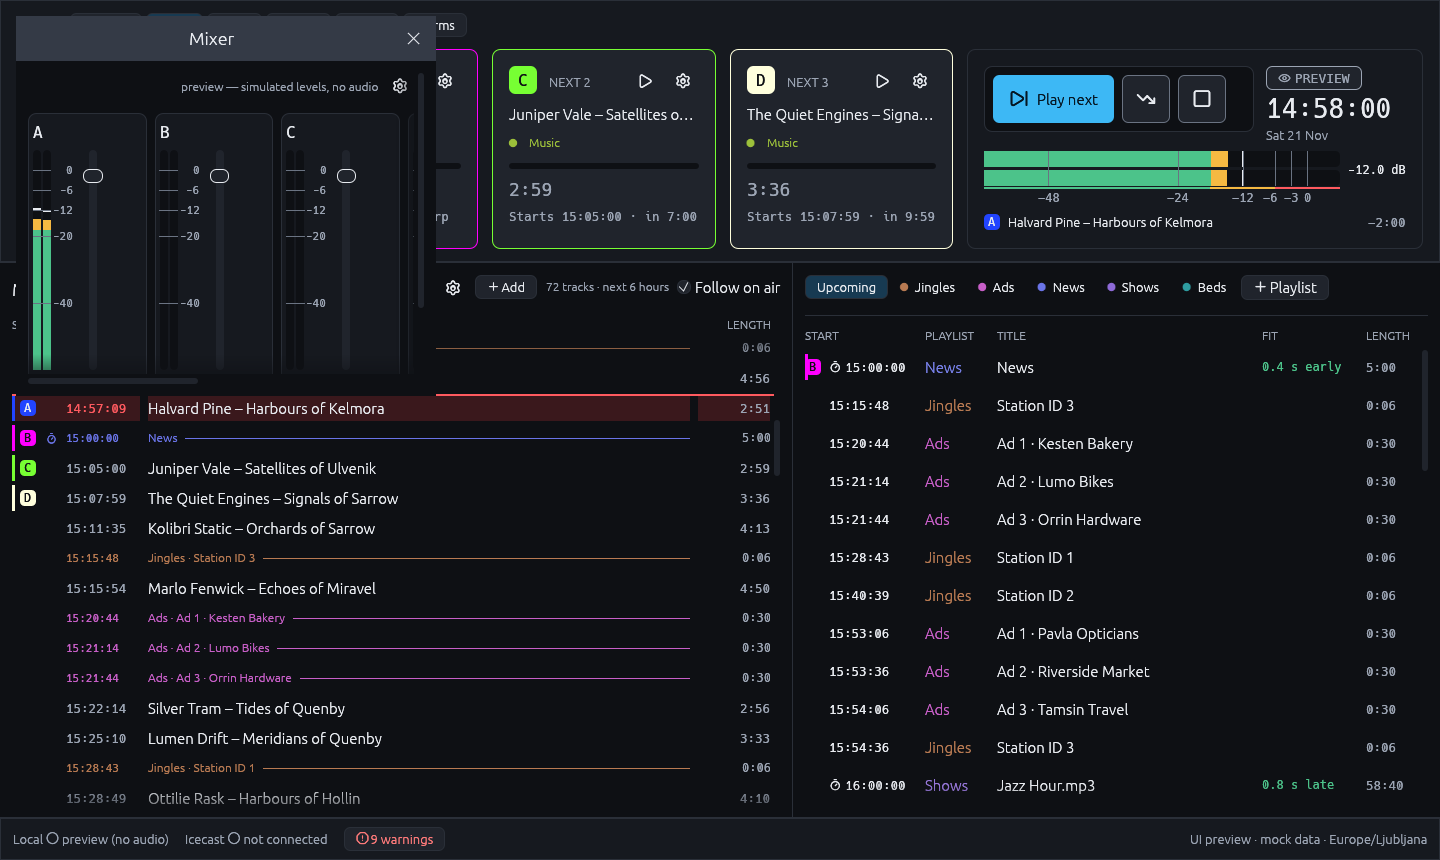 Mixer
preview — simulated levels, no audio
A
0
-6
-12
-20
-40
B
0
-6
-12
-20
-40
C
0
-6
-12
-20
-40
C NEXT 2
Juniper Vale – Satellites o…
Music
2:59
Starts 15:05:00 · in 7:00
D NEXT 3
The Quiet Engines – Signa…
Music
3:36
Starts 15:07:59 · in 9:59
Play next
PREVIEW
14:58:00
Sat 21 Nov
-12.0 dB
-48 -24 -12 -6 -3 0
A Halvard Pine – Harbours of Kelmora -2:00
+ Add 72 tracks · next 6 hours Follow on air
LENGTH
0:06
4:56
A 14:57:09 Halvard Pine – Harbours of Kelmora 2:51
B 15:00:00 News 5:00
C 15:05:00 Juniper Vale – Satellites of Ulvenik 2:59
D 15:07:59 The Quiet Engines – Signals of Sarrow 3:36
15:11:35 Kolibri Static – Orchards of Sarrow 4:13
15:15:48 Jingles · Station ID 3 0:06
15:15:54 Marlo Fenwick – Echoes of Miravel 4:50
15:20:44 Ads · Ad 1 · Kesten Bakery 0:30
15:21:14 Ads · Ad 2 · Lumo Bikes 0:30
15:21:44 Ads · Ad 3 · Orrin Hardware 0:30
15:22:14 Silver Tram – Tides of Quenby 2:56
15:25:10 Lumen Drift – Meridians of Quenby 3:33
15:28:43 Jingles · Station ID 1 0:06
15:28:49 Ottilie Rask – Harbours of Hollin 4:10
Upcoming Jingles Ads News Shows Beds + Playlist
START PLAYLIST TITLE FIT LENGTH
B 15:00:00 News News 0.4 s early 5:00
15:15:48 Jingles Station ID 3 0:06
15:20:44 Ads Ad 1 · Kesten Bakery 0:30
15:21:14 Ads Ad 2 · Lumo Bikes 0:30
15:21:44 Ads Ad 3 · Orrin Hardware 0:30
15:28:43 Jingles Station ID 1 0:06
15:40:39 Jingles Station ID 2 0:06
15:53:06 Ads Ad 1 · Pavla Opticians 0:30
15:53:36 Ads Ad 2 · Riverside Market 0:30
15:54:06 Ads Ad 3 · Tamsin Travel 0:30
15:54:36 Jingles Station ID 3 0:06
16:00:00 Shows Jazz Hour.mp3 0.8 s late 58:40
Local preview (no audio) Icecast not connected 9 warnings
UI preview · mock data · Europe/Ljubljana